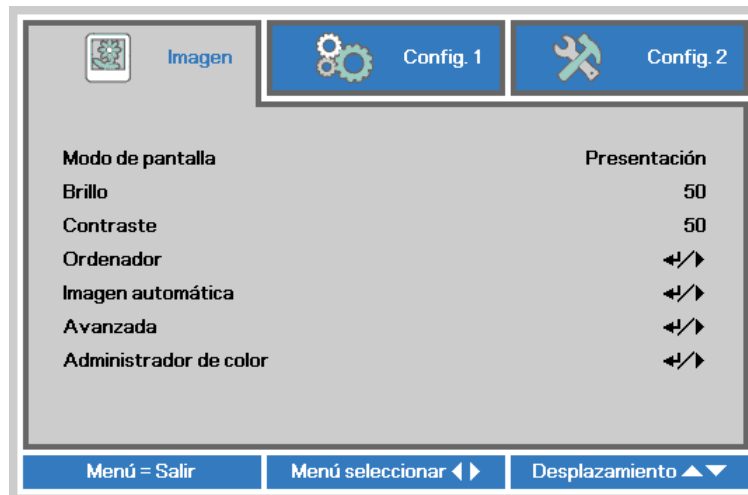 Imagen
Config. 1
Config. 2
Modo de pantalla Presentación
Brillo 50
Contraste 50
Ordenador
Imagen automática
Avanzada
Administrador de color
Menú = Salir
Menú seleccionar
Desplazamiento